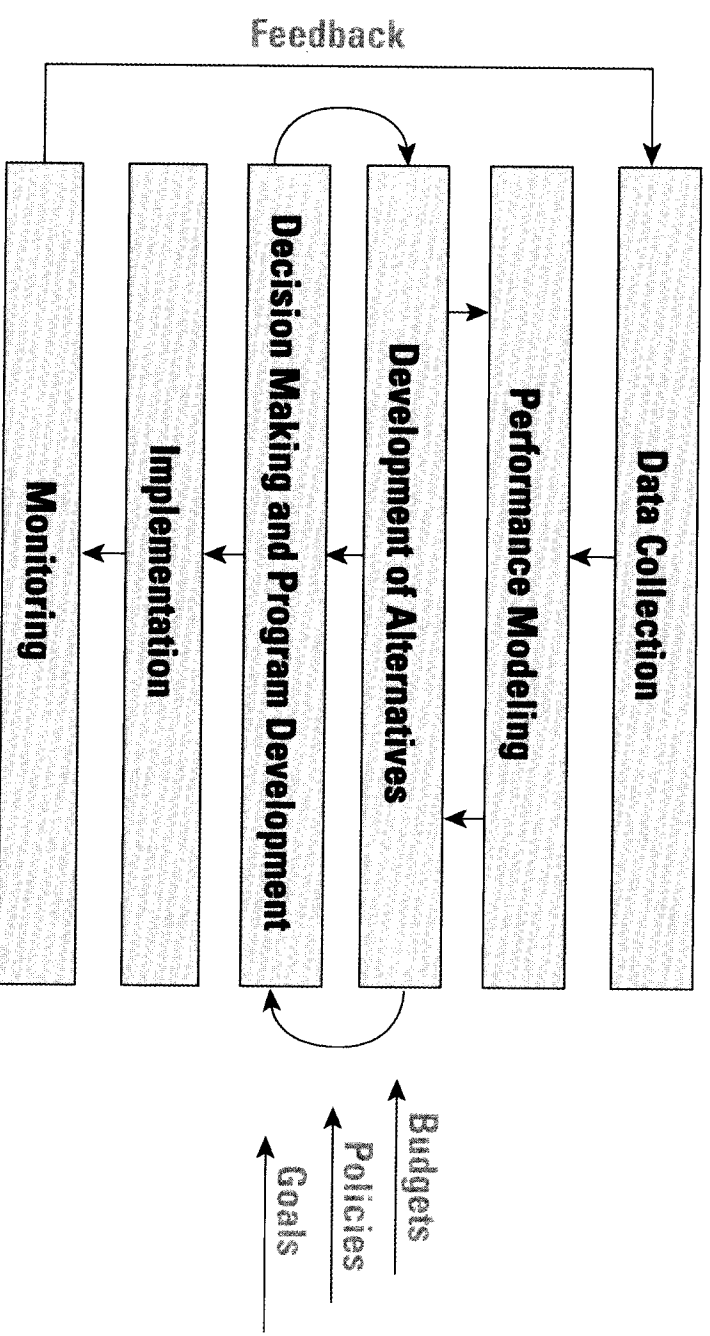 Feedback
Data Collection
Performance Modeling
Development of Alternatives
Decision Making and Program Development
Implementation
Monitoring
Budgets
Policies
Goals